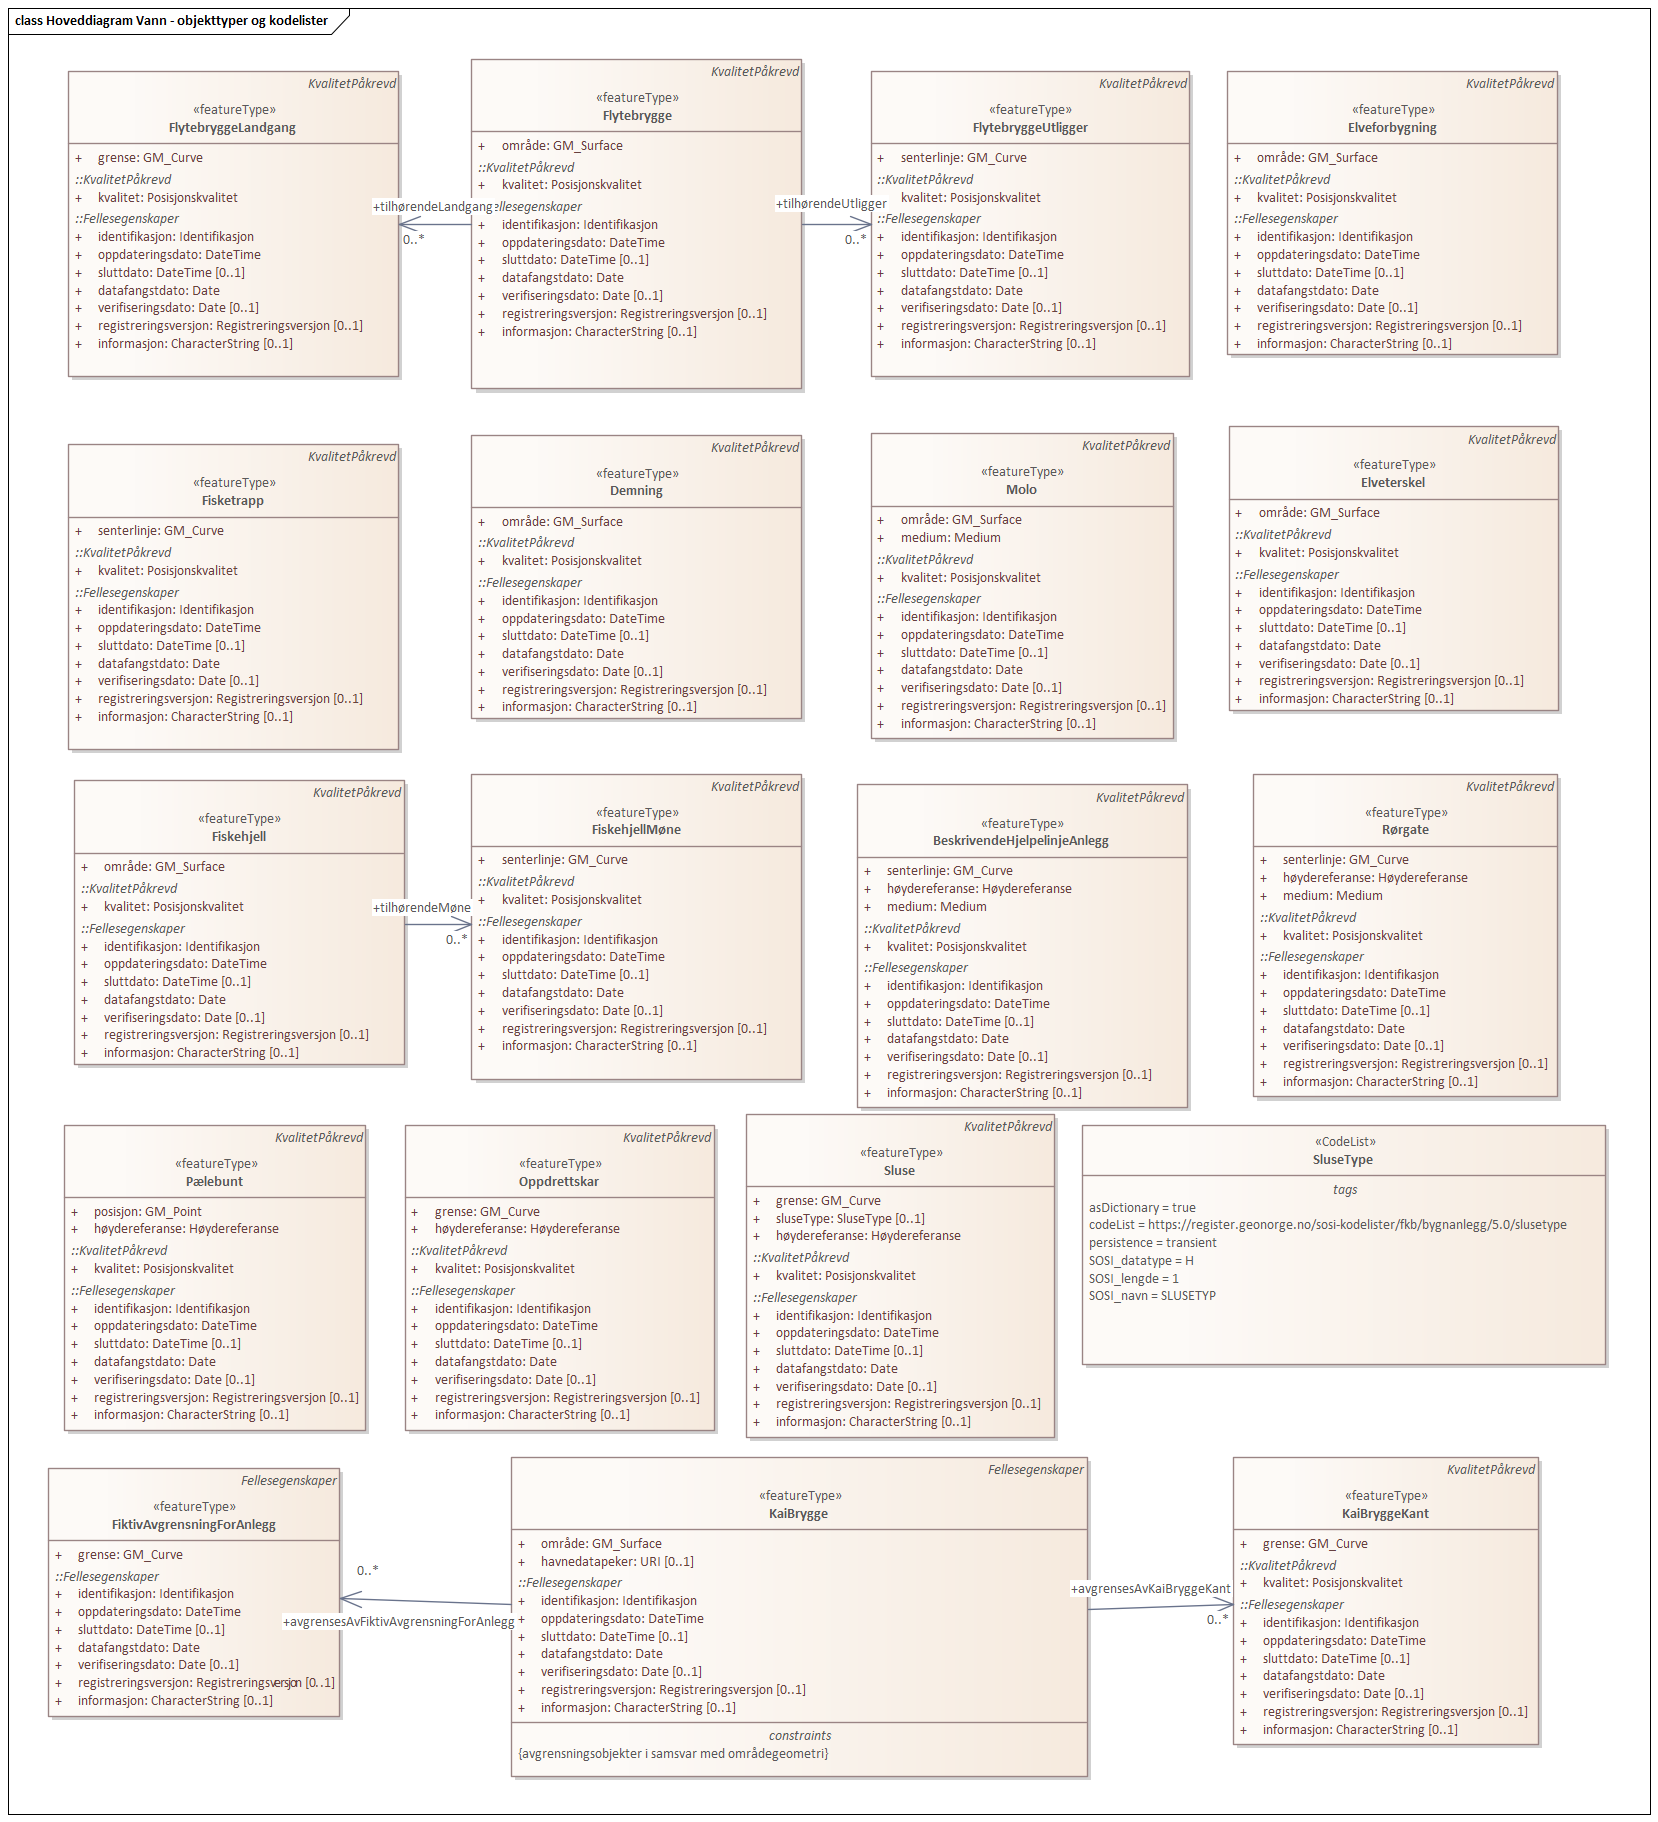 class Hoveddiagram Vann - objekttyper og kodelister
KvalitetPåkrevd
«featureType»
FlytebryggeLandgang
+ grense: GM_Curve
::KvalitetPåkrevd
+ kvalitet: Posisjonskvalitet
::Fellesegenskaper
+ identifikasjon: Identifikasjon
+ oppdateringsdato: DateTime
+ sluttdato: DateTime [0..1]
+ datafangstdato: Date
+ verifiseringsdato: Date [0..1]
+ registreringsversjon: Registreringsversjon [0..1]
+ informasjon: CharacterString [0..1]
+tilhørendeLandgang
0..*
KvalitetPåkrevd
«featureType»
Flytebrygge
+ område: GM_Surface
::KvalitetPåkrevd
+ kvalitet: Posisjonskvalitet
ellesegenskaper
+ identifikasjon: Identifikasjon
+ oppdateringsdato: DateTime
+ sluttdato: DateTime [0..1]
+ datafangstdato: Date
+ verifiseringsdato: Date [0..1]
+ registreringsversjon: Registreringsversjon [0..1]
+ informasjon: CharacterString [0..1]
+tilhørendeUtligger
0..*
KvalitetPåkrevd
«featureType»
FlytebryggeUtligger
+ senterlinje: GM_Curve
::KvalitetPåkrevd
kvalitet: Posisjonskvalitet
::Fellesegenskaper
+ identifikasjon: Identifikasjon
+ oppdateringsdato: DateTime
+ sluttdato: DateTime [0..1]
+ datafangstdato: Date
+ verifiseringsdato: Date [0..1]
+ registreringsversjon: Registreringsversjon [0..1]
+ informasjon: CharacterString [0..1]
KvalitetPåkrevd
«featureType»
Elveforbygning
+ område: GM_Surface
::KvalitetPåkrevd
+ kvalitet: Posisjonskvalitet
::Fellesegenskaper
+ identifikasjon: Identifikasjon
+ oppdateringsdato: DateTime
+ sluttdato: DateTime [0..1]
+ datafangstdato: Date
+ verifiseringsdato: Date [0..1]
+ registreringsversjon: Registreringsversjon [0..1]
+ informasjon: CharacterString [0..1]
KvalitetPåkrevd
«featureType»
Fisketrapp
+ senterlinje: GM_Curve
::KvalitetPåkrevd
+ kvalitet: Posisjonskvalitet
::Fellesegenskaper
+ identifikasjon: Identifikasjon
+ oppdateringsdato: DateTime
+ sluttdato: DateTime [0..1]
+ datafangstdato: Date
+ verifiseringsdato: Date [0..1]
+ registreringsversjon: Registreringsversjon [0..1]
+ informasjon: CharacterString [0..1]
KvalitetPåkrevd
«featureType»
Demning
+ område: GM_Surface
::KvalitetPåkrevd
+ kvalitet: Posisjonskvalitet
::Fellesegenskaper
+ identifikasjon: Identifikasjon
+ oppdateringsdato: DateTime
+ sluttdato: DateTime [0..1]
+ datafangstdato: Date
+ verifiseringsdato: Date [0..1]
+ registreringsversjon: Registreringsversjon [0..1]
+ informasjon: CharacterString [0..1]
KvalitetPåkrevd
«featureType»
Molo
+ område: GM_Surface
+ medium: Medium
::KvalitetPåkrevd
+ kvalitet: Posisjonskvalitet
::Fellesegenskaper
+ identifikasjon: Identifikasjon
+ oppdateringsdato: DateTime
+ sluttdato: DateTime [0..1]
+ datafangstdato: Date
+ verifiseringsdato: Date [0..1]
+ registreringsversjon: Registreringsversjon [0..1]
+ informasjon: CharacterString [0..1]
KvalitetPåkrevd
«featureType»
Elveterskel
+ område: GM_Surface
::KvalitetPåkrevd
+ kvalitet: Posisjonskvalitet
::Fellesegenskaper
+ identifikasjon: Identifikasjon
+ oppdateringsdato: DateTime
+ sluttdato: DateTime [0..1]
+ datafangstdato: Date
+ verifiseringsdato: Date [0..1]
+ registreringsversjon: Registreringsversjon [0..1]
+ informasjon: CharacterString [0..1]
KvalitetPåkrevd
«featureType»
Fiskehjell
+ område: GM_Surface
::KvalitetPåkrevd
+ kvalitet: Posisjonskvalitet
::Fellesegenskaper
+ identifikasjon: Identifikasjon
+ oppdateringsdato: DateTime
+ sluttdato: DateTime [0..1]
+ datafangstdato: Date
+ verifiseringsdato: Date [0..1]
+ registreringsversjon: Registreringsversjon [0..1]
+ informasjon: CharacterString [0..1]
+tilhørendeMøne
0..*
KvalitetPåkrevd
«featureType»
FiskehjellMøne
+ senterlinje: GM_Curve
::KvalitetPåkrevd
+ kvalitet: Posisjonskvalitet
::Fellesegenskaper
+ identifikasjon: Identifikasjon
+ oppdateringsdato: DateTime
+ sluttdato: DateTime [0..1]
+ datafangstdato: Date
+ verifiseringsdato: Date [0..1]
+ registreringsversjon: Registreringsversjon [0..1]
+ informasjon: CharacterString [0..1]
KvalitetPåkrevd
«featureType»
BeskrivendeHjelpelinjeAnlegg
+ senterlinje: GM_Curve
+ høydereferanse: Høydereferanse
+ medium: Medium
::KvalitetPåkrevd
+ kvalitet: Posisjonskvalitet
::Fellesegenskaper
+ identifikasjon: Identifikasjon
+ oppdateringsdato: DateTime
+ sluttdato: DateTime [0..1]
+ datafangstdato: Date
+ verifiseringsdato: Date [0..1]
+ registreringsversjon: Registreringsversjon [0..1]
+ informasjon: CharacterString [0..1]
KvalitetPåkrevd
«featureType»
Rørgate
+ senterlinje: GM_Curve
+ høydereferanse: Høydereferanse
+ medium: Medium
::KvalitetPåkrevd
+ kvalitet: Posisjonskvalitet
::Fellesegenskaper
+ identifikasjon: Identifikasjon
+ oppdateringsdato: DateTime
+ sluttdato: DateTime [0..1]
+ datafangstdato: Date
+ verifiseringsdato: Date [0..1]
+ registreringsversjon: Registreringsversjon [0..1]
+ informasjon: CharacterString [0..1]
KvalitetPåkrevd
«featureType»
Pælebunt
+ posisjon: GM_Point
+ høydereferanse: Høydereferanse
::KvalitetPåkrevd
+ kvalitet: Posisjonskvalitet
::Fellesegenskaper
+ identifikasjon: Identifikasjon
+ oppdateringsdato: DateTime
+ sluttdato: DateTime [0..1]
+ datafangstdato: Date
+ verifiseringsdato: Date [0..1]
+ registreringsversjon: Registreringsversjon [0..1]
+ informasjon: CharacterString [0..1]
KvalitetPåkrevd
«featureType»
Oppdrettskar
+ grense: GM_Curve
+ høydereferanse: Høydereferanse
::KvalitetPåkrevd
+ kvalitet: Posisjonskvalitet
::Fellesegenskaper
+ identifikasjon: Identifikasjon
+ oppdateringsdato: DateTime
+ sluttdato: DateTime [0..1]
+ datafangstdato: Date
+ verifiseringsdato: Date [0..1]
+ registreringsversjon: Registreringsversjon [0..1]
+ informasjon: CharacterString [0..1]
KvalitetPåkrevd
«featureType»
Sluse
+ grense: GM_Curve
+ sluseType: SluseType [0..1]
+ høydereferanse: Høydereferanse
::KvalitetPåkrevd
+ kvalitet: Posisjonskvalitet
::Fellesegenskaper
+ identifikasjon: Identifikasjon
+ oppdateringsdato: DateTime
+ sluttdato: DateTime [0..1]
+ datafangstdato: Date
+ verifiseringsdato: Date [0..1]
+ registreringsversjon: Registreringsversjon [0..1]
+ informasjon: CharacterString [0..1]
«CodeList»
SluseType
tags
asDictionary = true
codeList = https://register.geonorge.no/sosi-kodelister/fkb/bygnanlegg/5.0/slusetype
persistence = transient
SOSI_datatype = H
SOSI_lengde = 1
SOSI_navn = SLUSETYP
Fellesegenskaper
«featureType»
FiktivAvgrensningForAnlegg
+ grense: GM_Curve
::Fellesegenskaper
+ identifikasjon: Identifikasjon
+ oppdateringsdato: DateTime
+ sluttdato: DateTime [0..1]
+ datafangstdato: Date
+ verifiseringsdato: Date [0..1]
+ registreringsversjon: Registreringsversjon [0..1]
+ informasjon: CharacterString [0..1]
0..*
+avgrensesAvFiktivAvgrensningForAnlegg
Fellesegenskaper
«featureType»
KaiBrygge
+ område: GM_Surface
+ havnedatapeker: URI [0..1]
::Fellesegenskaper
+ identifikasjon: Identifikasjon
+ oppdateringsdato: DateTime
+ sluttdato: DateTime [0..1]
+ datafangstdato: Date
+ verifiseringsdato: Date [0..1]
+ registreringsversjon: Registreringsversjon [0..1]
+ informasjon: CharacterString [0..1]
constraints
{avgrensningsobjekter i samsvar med områdegeometri}
+avgrensesAvKaiBryggeKant
0..*
KvalitetPåkrevd
«featureType»
KaiBryggeKant
+ grense: GM_Curve
::KvalitetPåkrevd
+ kvalitet: Posisjonskvalitet
::Fellesegenskaper
+ identifikasjon: Identifikasjon
+ oppdateringsdato: DateTime
+ sluttdato: DateTime [0..1]
+ datafangstdato: Date
+ verifiseringsdato: Date [0..1]
+ registreringsversjon: Registreringsversjon [0..1]
+ informasjon: CharacterString [0..1]